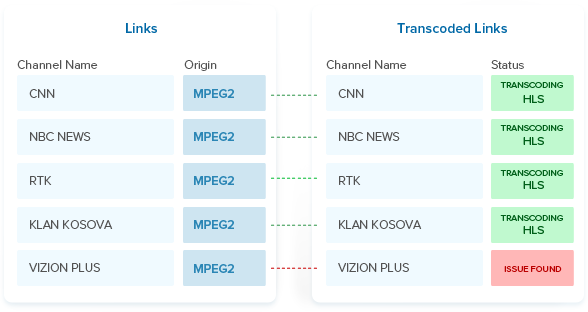 Links
Transcoded Links
Channel Name Origin
Channel Name Status
CNN MPEG2
CNN TRANSCODING
HLS
NBC NEWS MPEG2
NBC NEWS TRANSCODING
HLS
RTK MPEG2
RTK TRANSCODING
HLS
KLAN KOSOVA MPEG2
KLAN KOSOVA TRANSCODING
HLS
VIZION PLUS MPEG2
VIZION PLUS ISSUE FOUND